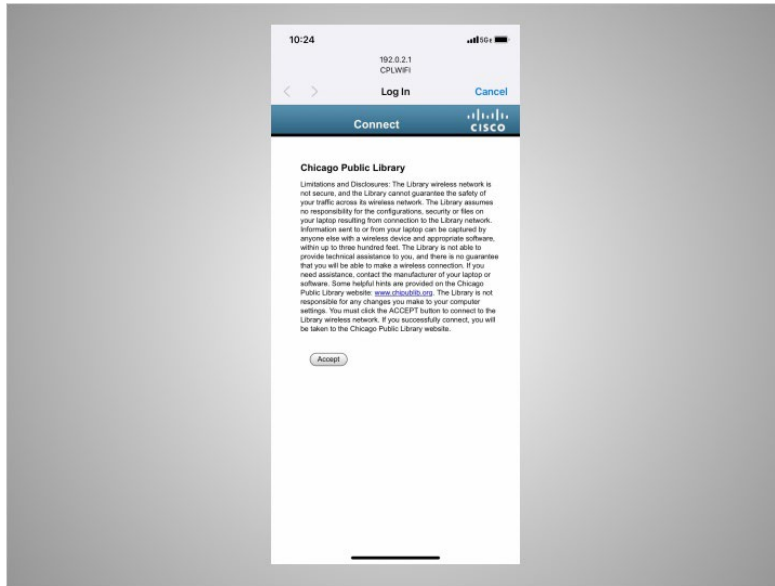 10:24
5G
192.0.2.1
CPLWIFI
Log In
Cancel
Connect
CISCO
Chicago Public Library
Limitations and Disclosures: The Library wireless network is
not secure, and the Library cannot guarantee the safety of
your traffic across its wireless network. The Library assumes
no responsibility for the configurations, security or files on
your laptop resulting from connection to the Library network.
Information sent to or from your laptop can be captured by
anyone else with a wireless device and appropriate software,
within up to three hundred feet. The Library is not able to
provide technical assistance to you, and there is no guarantee
that you will be able to make a wireless connection. If you
need assistance, contact the manufacturer of your laptop or
software. Some helpful hints are provided on the Chicago
Public Library website: www.chipublib.org. The Library is not
responsible for any changes you make to your computer
settings. You must click the ACCEPT button to connect to the
Library wireless network. If you successfully connect, you will
be taken to the Chicago Public Library website.
Accept